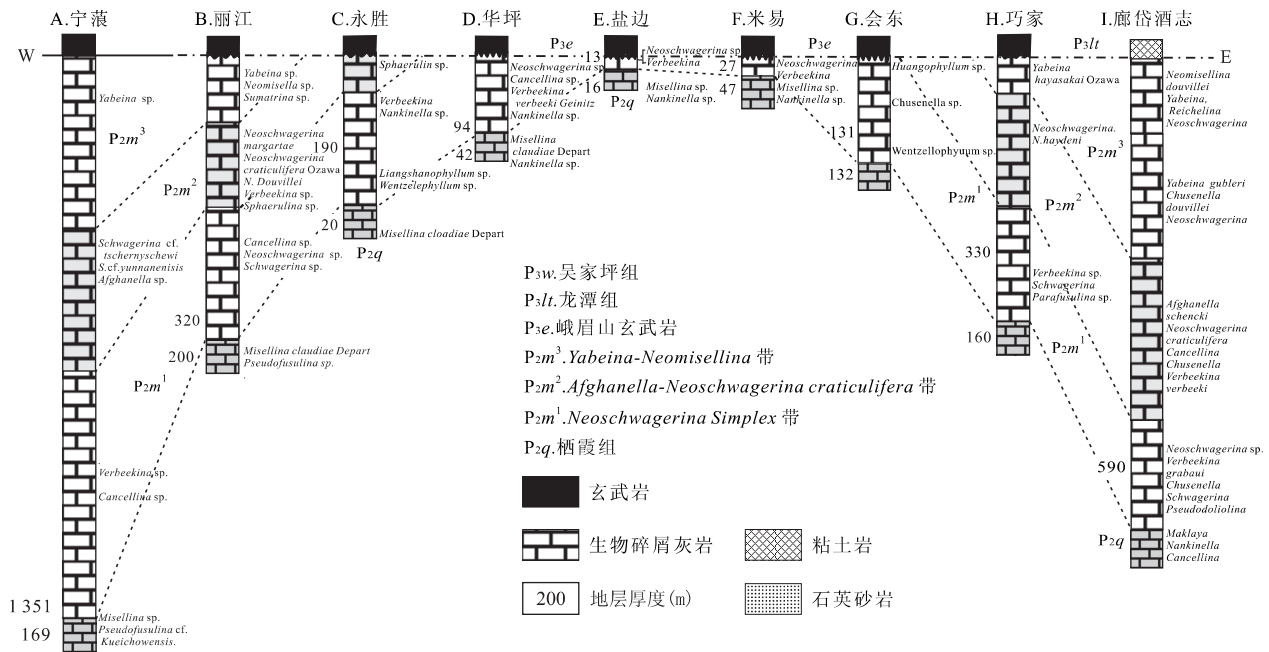 A.宁蒗
B.丽江
C.永胜
D.华坪
E.盐边
F.米易
G.会东
H.巧家
I.郎岱酒志
W
E
P3e
P3e
P3lt
Yabeina sp.
P2m3
Schwagerina cf.
tschernyschewi
S.cf.yunnanenisis
Afghanella sp.
P2m2
P2m1
Verbeekina sp.
Cancellina sp.
1 351
169
Misellina sp.
Pseudofusulina cf.
Kueichowensis.
Yabeina sp.
Neomisella sp.
Sumatrina sp.
Neoschwagerina
margartae
Neoschwagerina
craticulifera Ozawa
N. Douvillei
Verbeekina sp.
Sphaerulina sp.
Cancellina sp.
Neoschwagerina sp.
Schwagerina sp.
320
200
Misellina claudiae Depart
Pseudofusulina sp.
Sphaerulin sp.
Verbeekina
Nankinella sp.
190
Liangshanophyllum sp.
Wentzelephyllum sp.
20
Misellina cloadiae Depart
P2q
Neoschwagerina sp
Cancellina sp.
Verbeekina
verbeeki Geinitz
Nankinella sp.
94
42
Misellina
claudiae Depart
Nankinella sp.
13
16
Neoschwagerina sp
Verbeekina
Misellina sp.
Nankinella sp.
P2q
27
47
Neoschwagerina
Verbeekina
Misellina sp.
Nankinella sp.
Huangophyllum sp.
Chusenella sp.
131
Wentzellophyuum sp.
132
P2m1
Yabeina
hayasakai Ozawa
Neoschwagerina.
N.haydeni
P2m3
P2m2
330
Verbeekina sp.
Schwagerina
Parafusulina sp.
160
P2m1
Neomisellina
douvillei
Yabeina,
Reichelina
Neoschwagerina
Yabeina gubleri
Chusenella
douvillei
Neoschwagerina
Afghanella
schencki
Neoschwagerina
craticulifera
Cancellina
Chusenella
Verbeekina
verbeeki
590
Neoschwagerina sp.
Verbeekina
grabaui
Chusenella
Schwagerina
Pseudodoliolina
P2q
Maklaya
Nankinella
Cancellina
P3w.吴家坪组
P3lt.龙潭组
P3e.峨眉山玄武岩
P2m3.Yabeina-Neomisellina 带
P2m2.Afghanella-Neoschwagerina craticulifera 带
P2m1.Neoschwagerina Simplex 带
P2q.栖霞组
玄武岩
生物碎屑灰岩
粘土岩
200 地层厚度(m)
石英砂岩